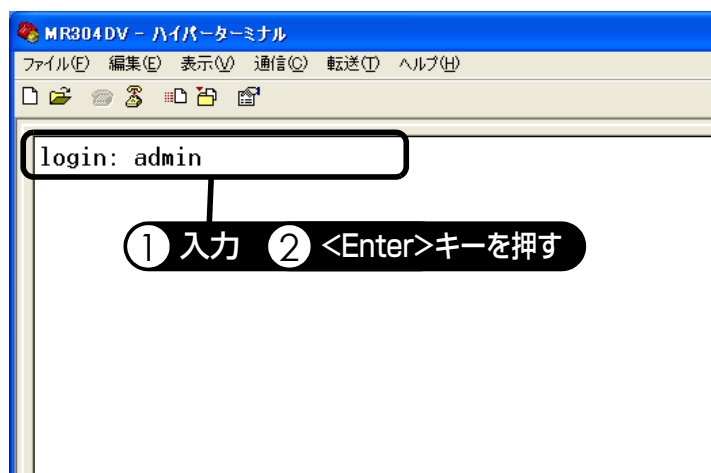 MR304DV - ハイパーターミナル
ファイル(F) 編集(E) 表示(V) 通信(C) 転送(T) ヘルプ(H)
login: admin
① 入力 ② <Enter>キーを押す